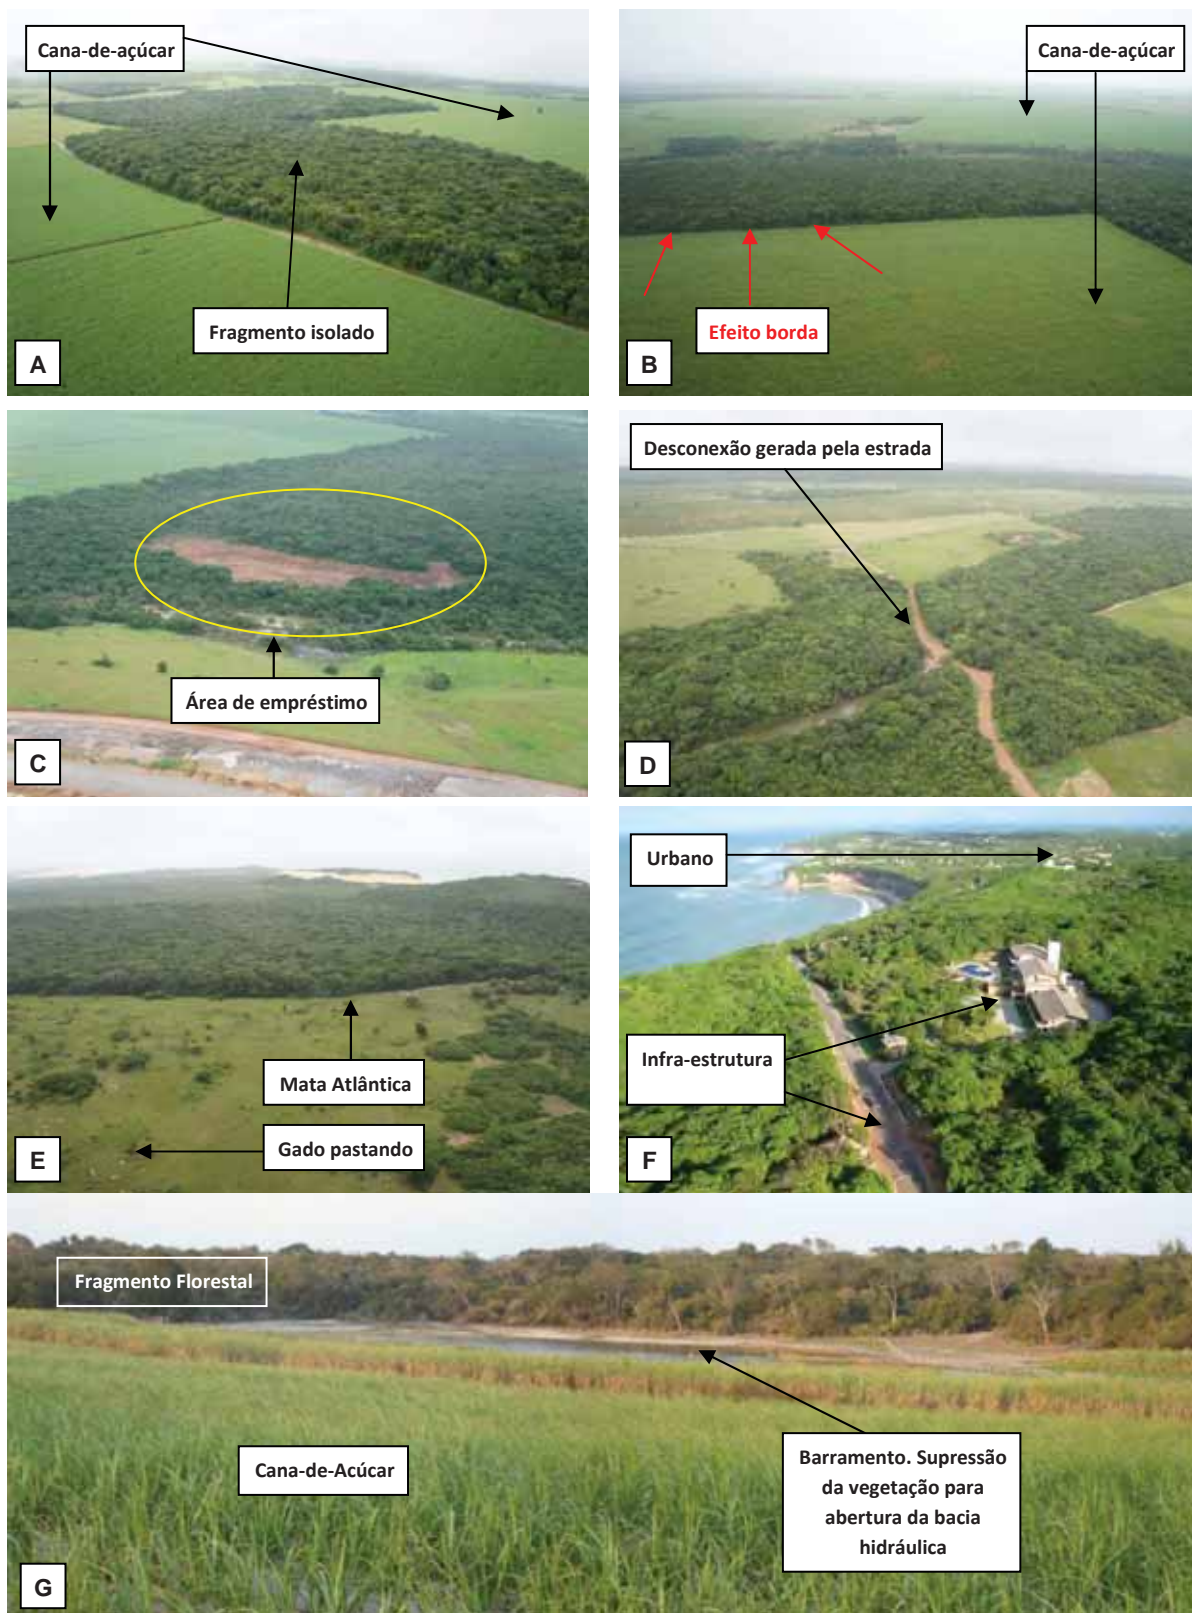 Cana-de-açúcar
Fragmento isolado
A
Cana-de-açúcar
Efeito borda
B
Área de empréstimo
C
Desconexão gerada pela estrada
D
Mata Atlântica
Gado pastando
E
Urbano
Infra-estrutura
F
Fragmento Florestal
Cana-de-Acúcar
Barramento. Supressão
da vegetação para
abertura da bacia
hidráulica
G